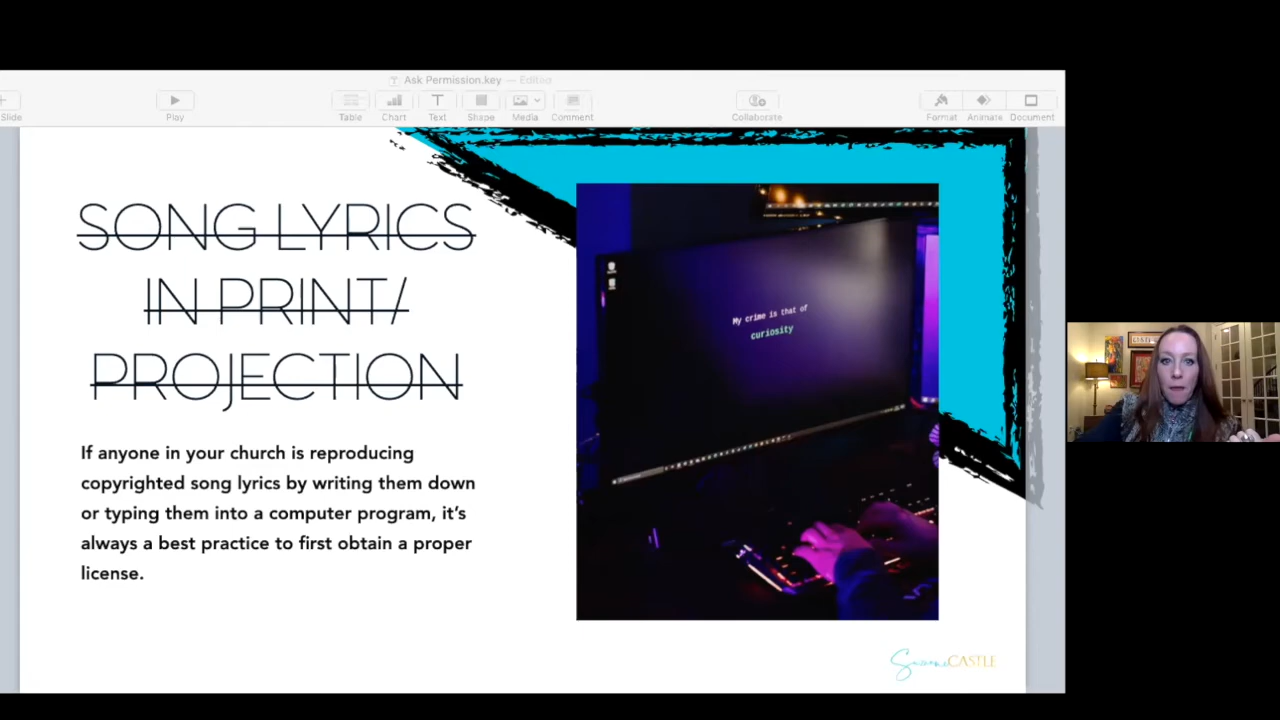 Ask Permission.key — Edited
Slide
Play
Table
Chart
Text
Shape
Media
Comment
Collaborate
Format
Animate
Document
SONG LYRICS
IN PRINT/
PROJECTION
If anyone in your church is reproducing
copyrighted song lyrics by writing them down
or typing them into a computer program, it’s
always a best practice to first obtain a proper
license.
My crime is that of
curiosity
CASTLE